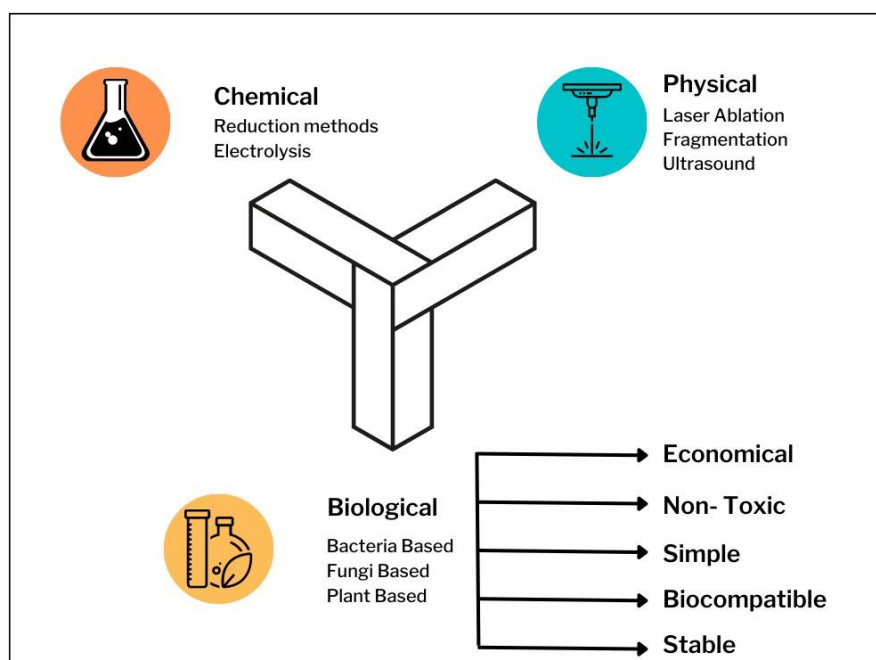 Chemical
Reduction methods
Electrolysis
Physical
Laser Ablation
Fragmentation
Ultrasound
Biological
Bacteria Based
Fungi Based
Plant Based
Economical
Non- Toxic
Simple
Biocompatible
Stable